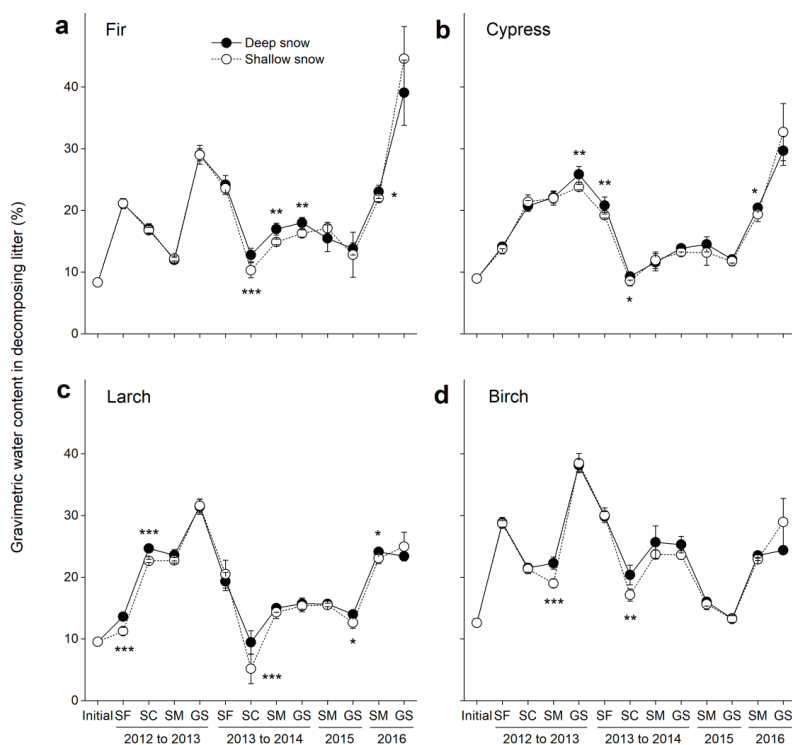 a
Fir
Deep snow
Shallow snow
40
30
20
10
0
***
**
**
*
b
Cypress
**
**
*
*
Gravimetric water content in decomposing litter (%)
c
Larch
40
30
20
10
0
***
***
***
*
*
d
Birch
***
**
Initial SF SC SM GS SF SC SM GS SM GS SM GS
2012 to 2013 2013 to 2014 2015 2016
Initial SF SC SM GS SF SC SM GS SM GS SM GS
2012 to 2013 2013 to 2014 2015 2016